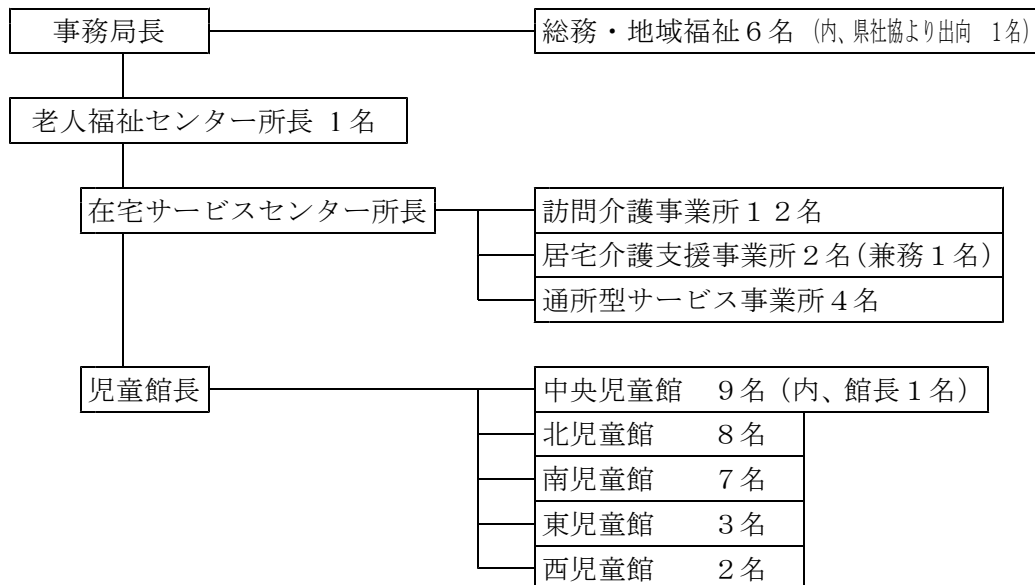 事務局長
総務・地域福祉６名 (内、県社協より出向　1名)
老人福祉センター所長 1名
在宅サービスセンター所長
訪問介護事業所１２名
居宅介護支援事業所２名(兼務１名)
通所型サービス事業所４名
児童館長
中央児童館　９名 (内、館長１名)
北児童館　　８名
南児童館　　７名
東児童館　　３名
西児童館　　２名